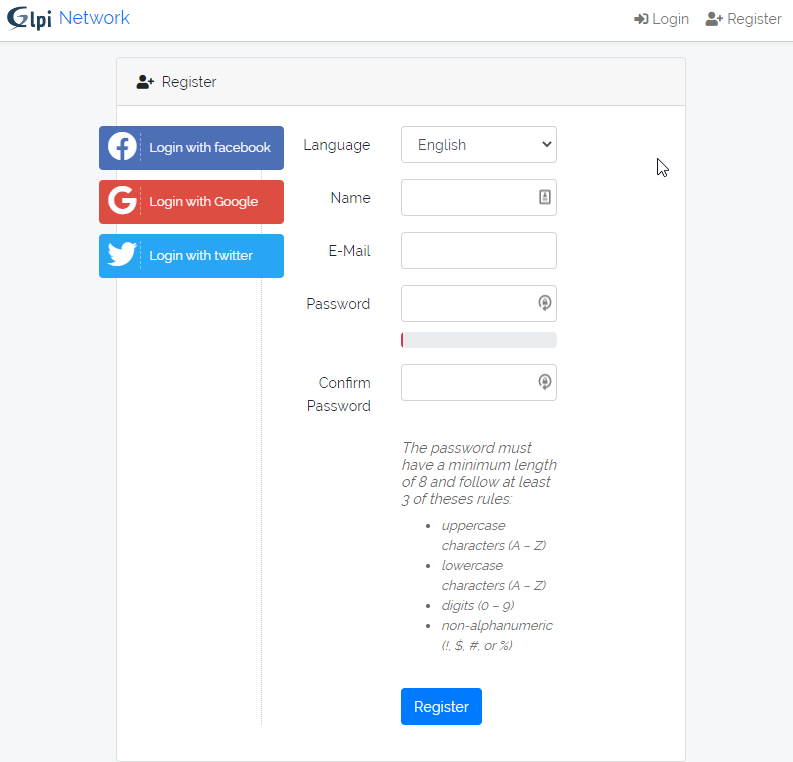 Glpi Network
Login
Register
Register
Login with facebook
Login with Google
Login with twitter
Language
English
Name
E-Mail
Password
Confirm
Password
The password must
have a minimum length
of 8 and follow at least
3 of theses rules:
• uppercase
characters (A – Z)
• lowercase
characters (A – Z)
• digits (0 – 9)
• non-alphanumeric
(!, $, #, or %)
Register